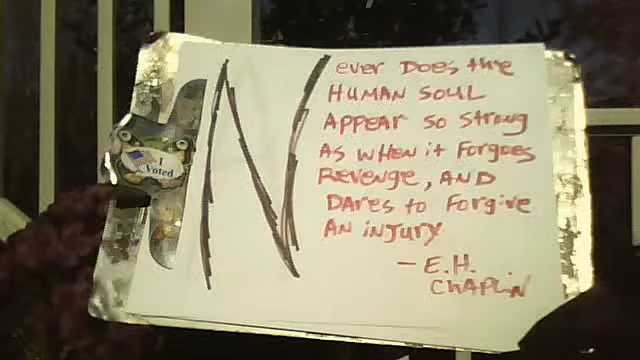 Never Does the
HUMAN SOUL
APPEAR SO Strong
AS WHEN it Forgoes
REVENGE, AND
DARES to Forgive
AN iNJURY
- E.H.
CHAPLiN
I
Voted